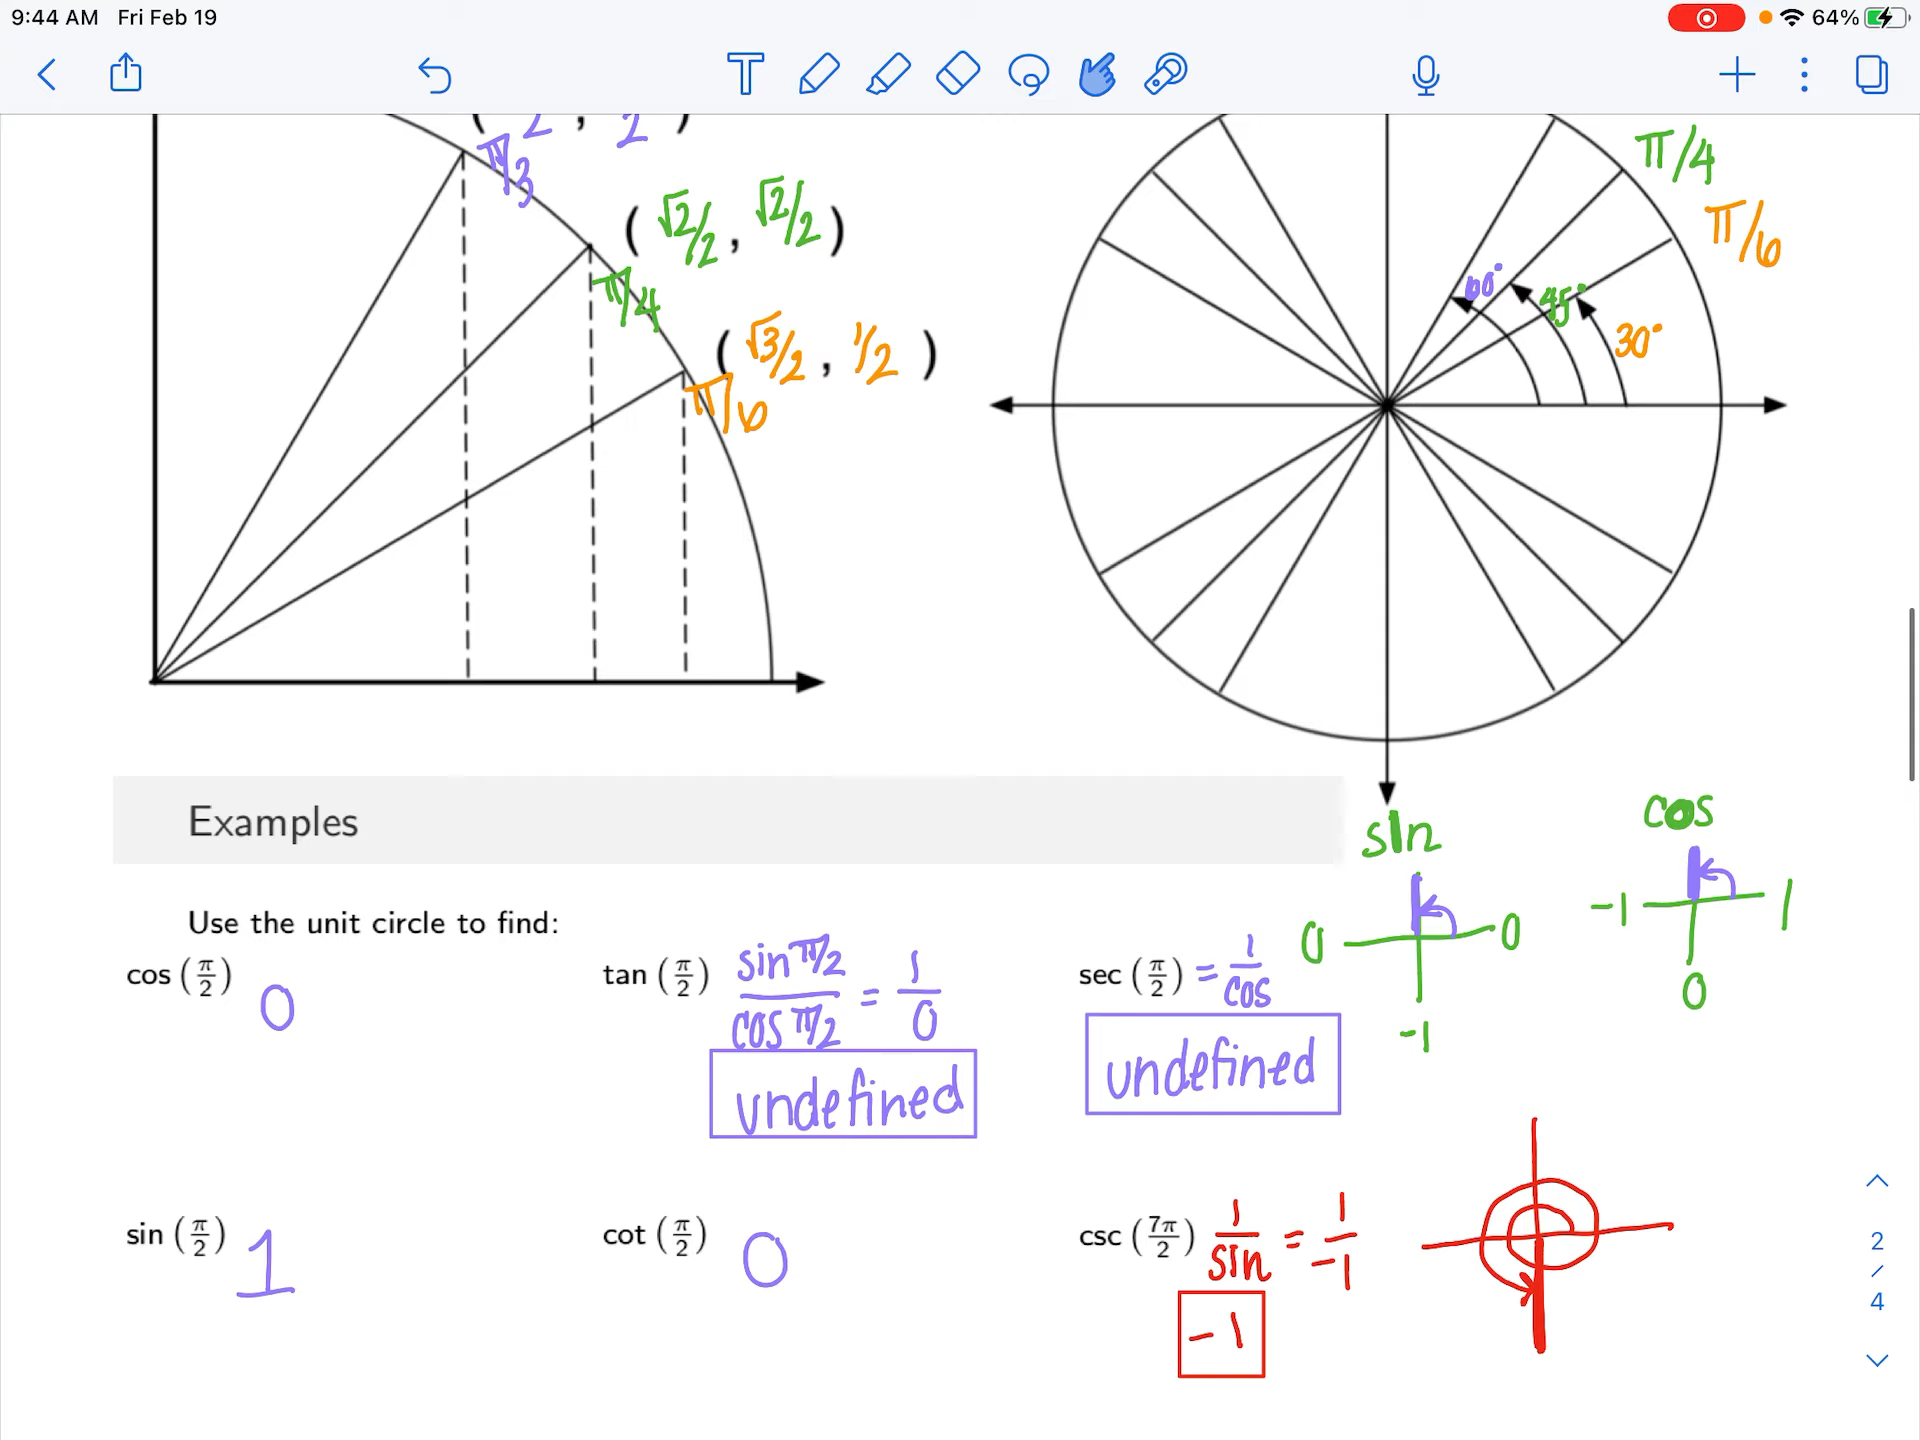 9:44 AM Fri Feb 19
64%
T
( 2 , 2 )
π/3
( √2/2 , √2/2 )
π/4
( √3/2 , 1/2 )
π/6
π/4
π/6
60°
45°
30°
Examples
sin
0 0
-1
cos
-1 1
0
Use the unit circle to find:
cos (π/2) 0
tan (π/2) sin π/2 / cos π/2 = 1/0
undefined
sec (π/2) = 1/cos
undefined
sin (π/2) 1
cot (π/2) 0
csc (7π/2) 1/sin = 1/-1
-1
2
/
4